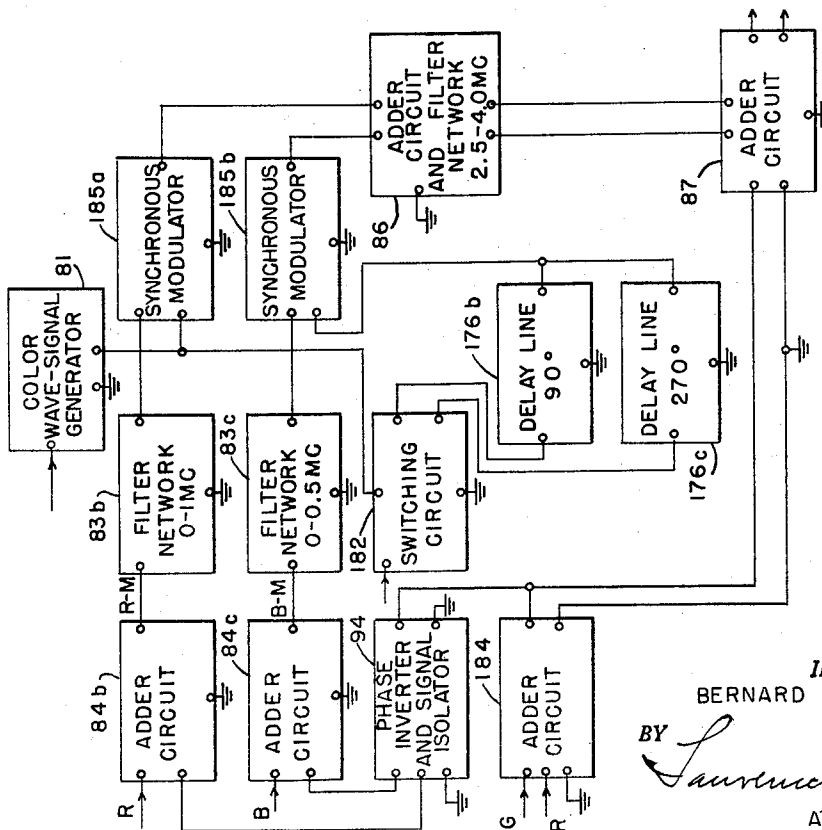 81
COLOR
WAVE-SIGNAL
GENERATOR
185a
SYNCHRONOUS
MODULATOR
185b
SYNCHRONOUS
MODULATOR
ADDER
CIRCUIT
AND FILTER
NETWORK
2.5-4.0MC
86
ADDER
CIRCUIT
87
83b
FILTER
NETWORK
0-1MC
83c
FILTER
NETWORK
0-0.5MC
182
SWITCHING
CIRCUIT
176b
DELAY LINE
90°
DELAY LINE
270°
176c
R-M
B-M
84b
ADDER
CIRCUIT
84c
ADDER
CIRCUIT
94
PHASE
INVERTER
AND SIGNAL
ISOLATOR
184
ADDER
CIRCUIT
R
B
G
R
BERNARD
BY